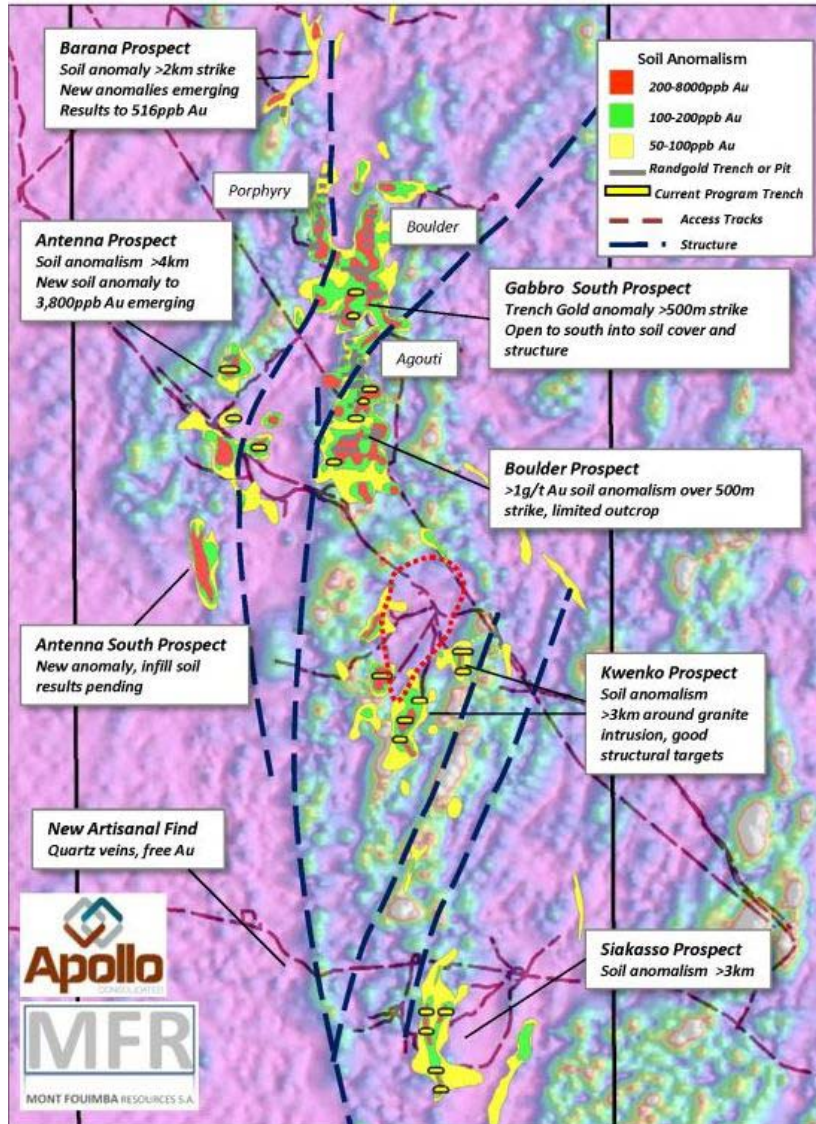 Barana Prospect
Soil anomaly >2km strike
New anomalies emerging
Results to 516ppb Au
Soil Anomalism
200-8000ppb Au
100-200ppb Au
50-100ppb Au
Randgold Trench or Pit
Current Program Trench
Access Tracks
Structure
Porphyry
Boulder
Antenna Prospect
Soil anomalism >4km
New soil anomaly to
3,800ppb Au emerging
Gabbro South Prospect
Trench Gold anomaly >500m strike
Open to south into soil cover and
structure
Agouti
Boulder Prospect
>1g/t Au soil anomalism over 500m
strike, limited outcrop
Antenna South Prospect
New anomaly, infill soil
results pending
Kwenko Prospect
Soil anomalism
>3km around granite
intrusion, good
structural targets
New Artisanal Find
Quartz veins, free Au
Siakasso Prospect
Soil anomalism >3km
Apollo
CONSOLIDATED
MFR
MONT FOUIMBA RESOURCES S.A.